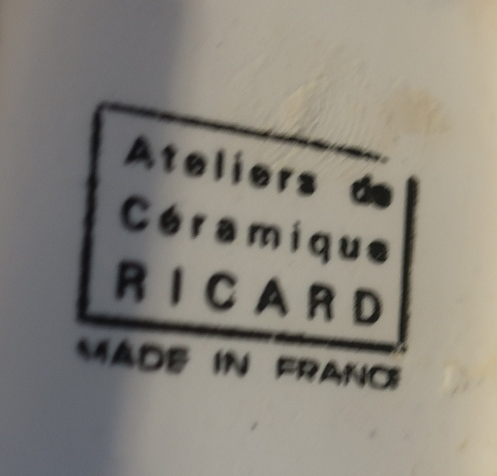 Ateliers de
Céramique
RICARD
MADE IN FRANCE